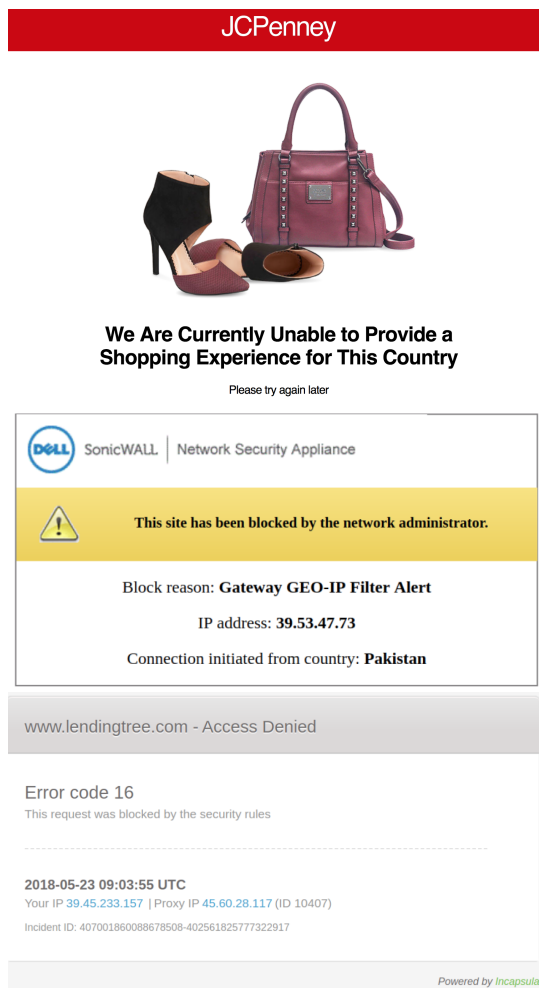 JCPenney
We Are Currently Unable to Provide a
Shopping Experience for This Country
Please try again later
DELL SonicWALL | Network Security Appliance
This site has been blocked by the network administrator.
Block reason: Gateway GEO-IP Filter Alert
IP address: 39.53.47.73
Connection initiated from country: Pakistan
www.lendingtree.com - Access Denied
Error code 16
This request was blocked by the security rules
2018-05-23 09:03:55 UTC
Your IP 39.45.233.157 | Proxy IP 45.60.28.117 (ID 10407)
Incident ID: 407001860088678508-402561825777322917
Powered by Incapsula